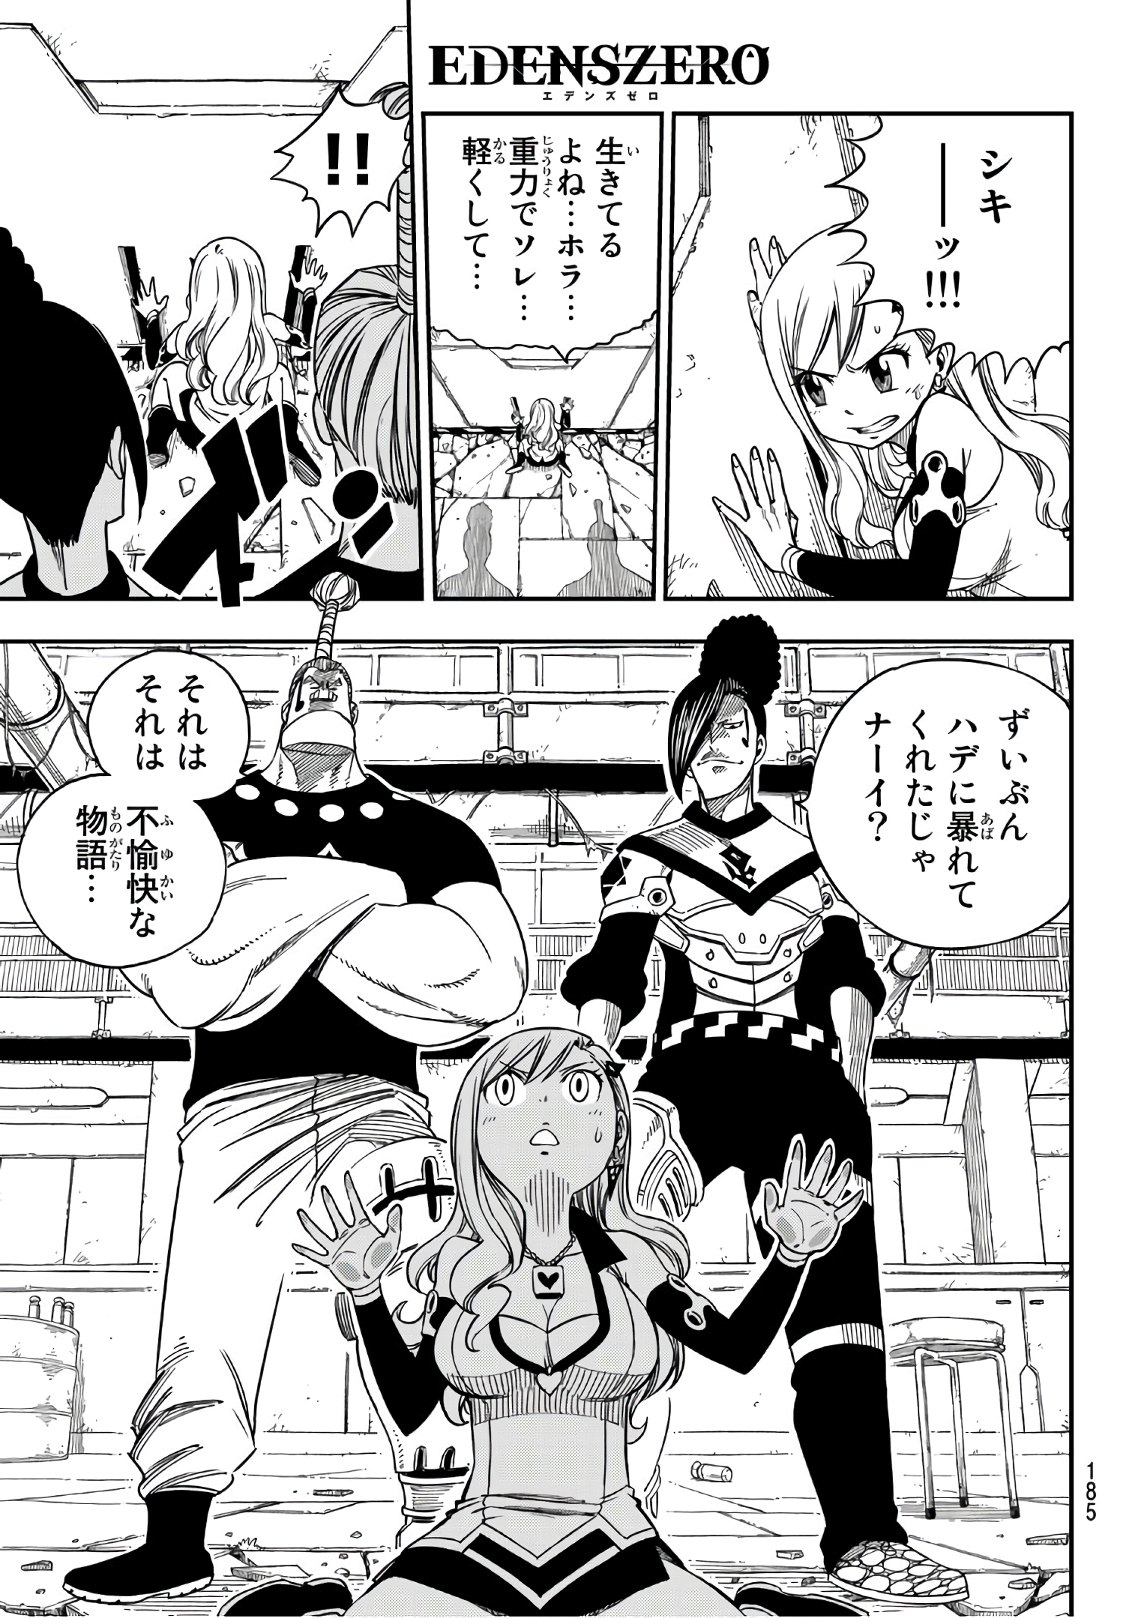 EDENSZERO
エデンズゼロ
シキ
──ッ!!!
生きてる
よね…ホラ…
重力でソレ…
軽くして…
!!
ドン
ずいぶん
ハデに暴れて
くれたじゃ
ナーイ?
それは
それは
不愉快な
物語…
185